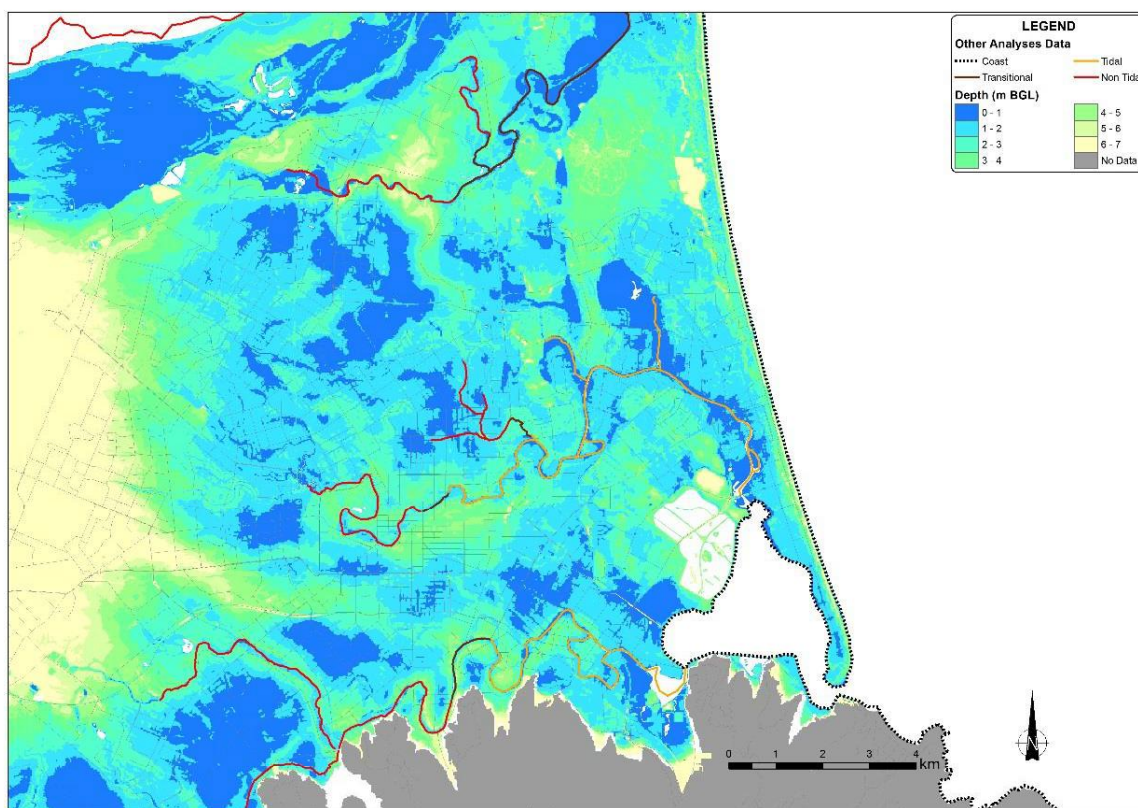 LEGEND
Other Analyses Data
Coast
Tidal
Transitional
Non Tida
Depth (m BGL)
0 - 1
4 - 5
1 - 2
5 - 6
2 - 3
6 - 7
3 4
No Data
N
0 1 2 3 4
km